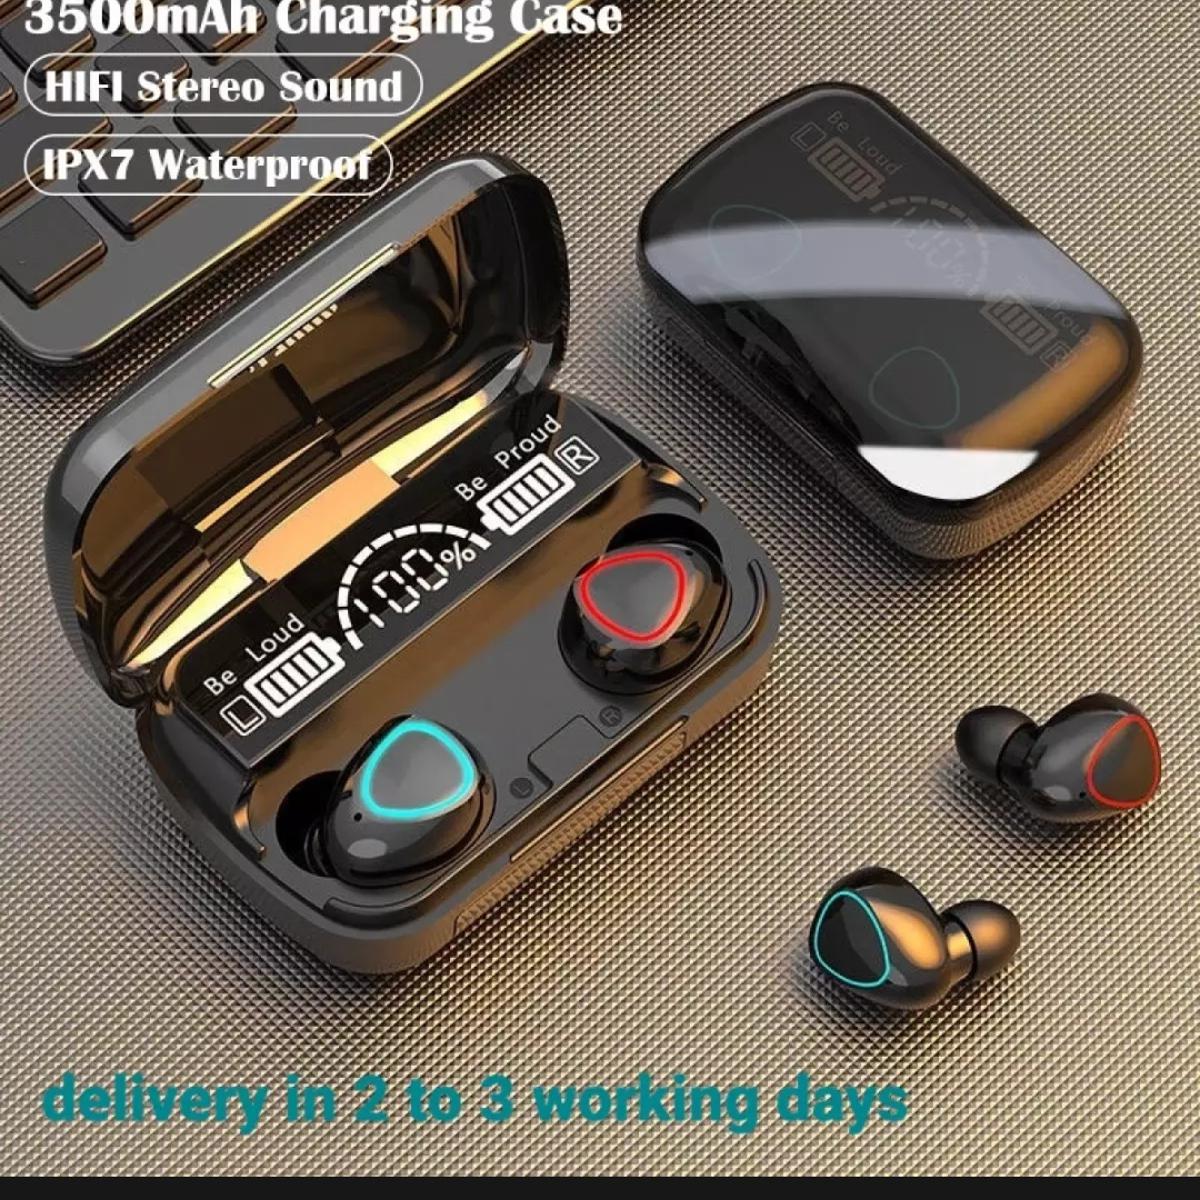 3500mAh Charging Case
HIFI Stereo Sound
IPX7 Waterproof
Be Loud
L
100%
Be Proud
R
Be Loud
L
100%
Be Proud
R
L
R
delivery in 2 to 3 working days